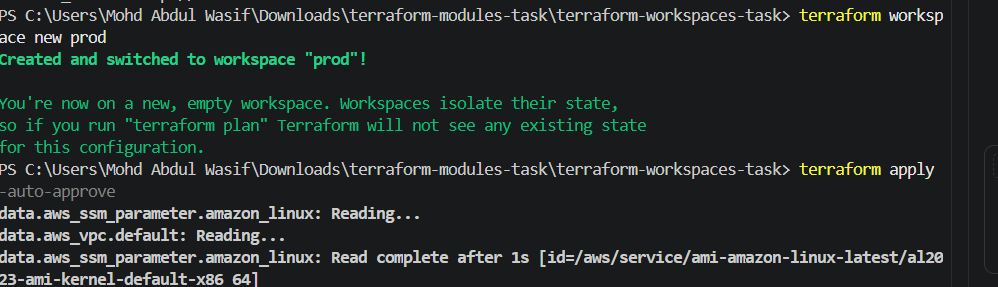 PS C:\Users\Mohd Abdul Wasif\Downloads\terraform-modules-task\terraform-workspaces-task> terraform worksp
ace new prod
Created and switched to workspace "prod"!
You're now on a new, empty workspace. Workspaces isolate their state,
so if you run "terraform plan" Terraform will not see any existing state
for this configuration.
PS C:\Users\Mohd Abdul Wasif\Downloads\terraform-modules-task\terraform-workspaces-task> terraform apply
-auto-approve
data.aws_ssm_parameter.amazon_linux: Reading...
data.aws_vpc.default: Reading...
data.aws_ssm_parameter.amazon_linux: Read complete after 1s [id=/aws/service/ami-amazon-linux-latest/al20
23-ami-kernel-default-x86_64]